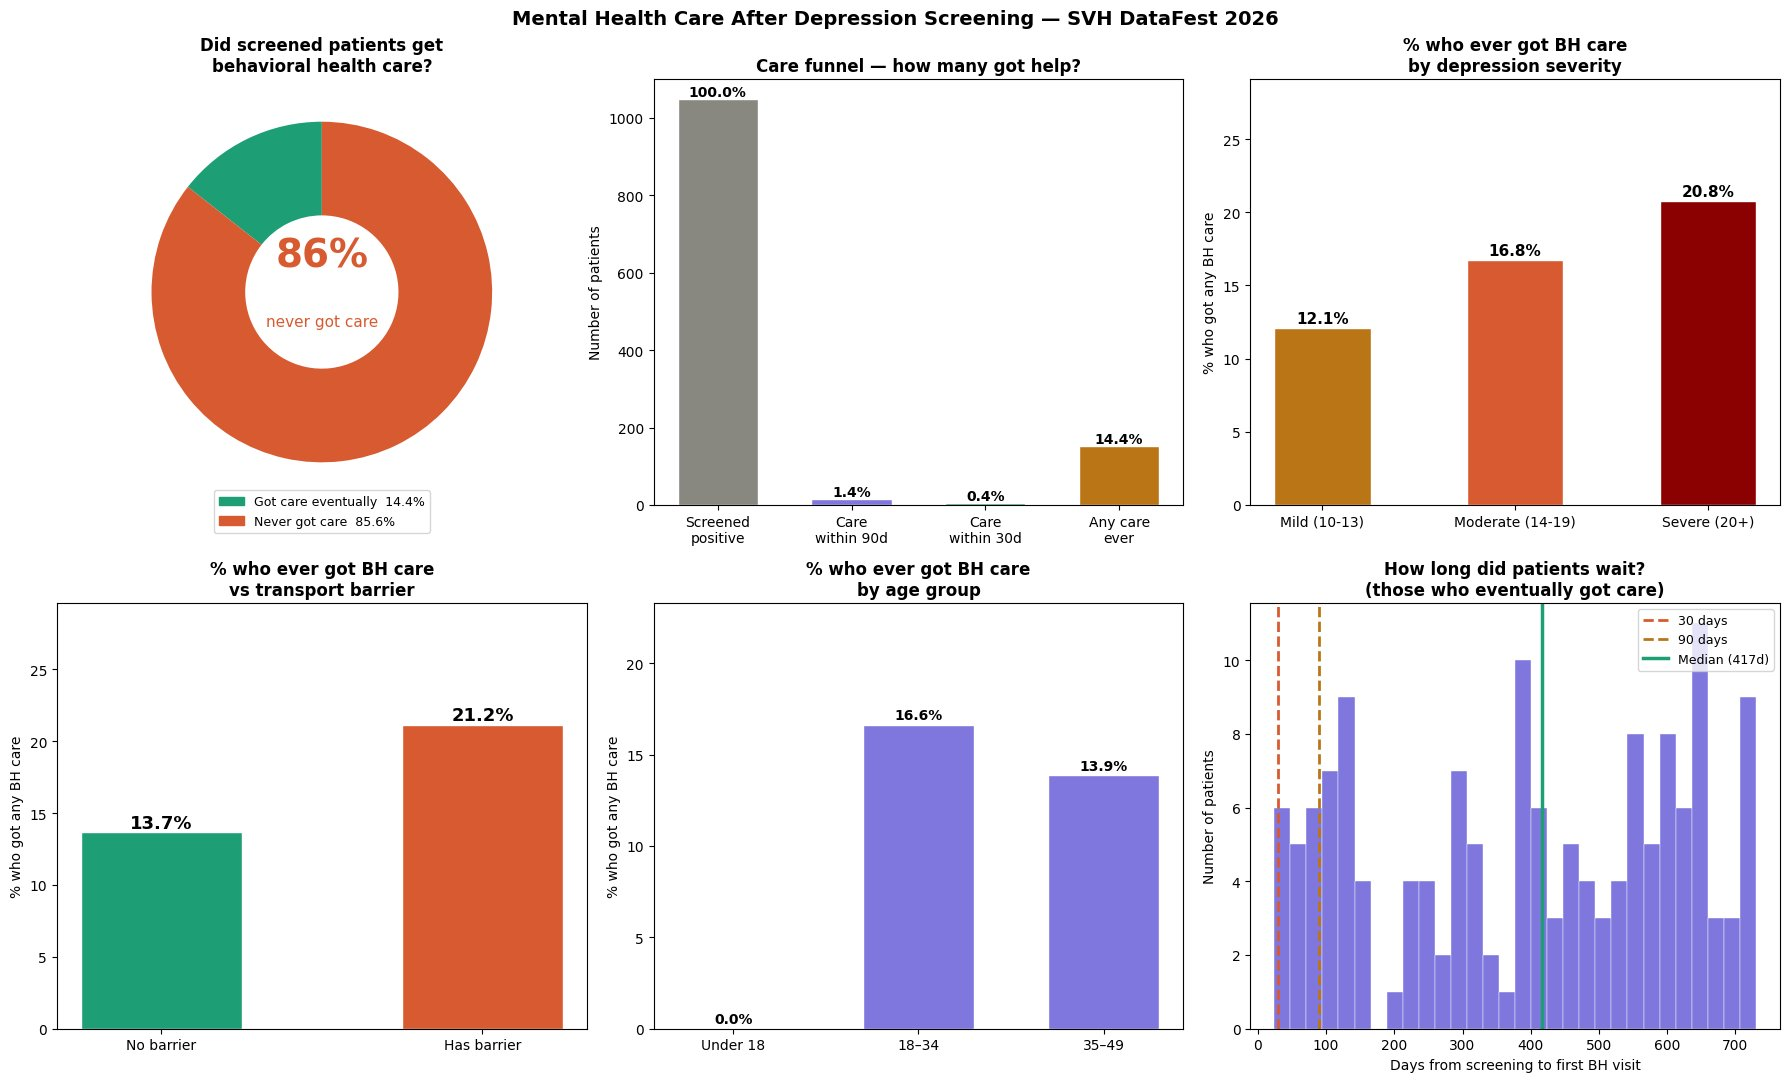 Mental Health Care After Depression Screening — SVH DataFest 2026
Did screened patients get
behavioral health care?
86%
never got care
Got care eventually  14.4%
Never got care  85.6%
Care funnel — how many got help?
Number of patients
1000
800
600
400
200
0
100.0%
1.4%
0.4%
14.4%
Screened
positive
Care
within 90d
Care
within 30d
Any care
ever
% who ever got BH care
by depression severity
% who got any BH care
25
20
15
10
5
0
12.1%
16.8%
20.8%
Mild (10-13)
Moderate (14-19)
Severe (20+)
% who ever got BH care
vs transport barrier
% who got any BH care
25
20
15
10
5
0
13.7%
21.2%
No barrier
Has barrier
% who ever got BH care
by age group
% who got any BH care
20
15
10
5
0
0.0%
16.6%
13.9%
Under 18
18–34
35–49
How long did patients wait?
(those who eventually got care)
Number of patients
10
8
6
4
2
0
30 days
90 days
Median (417d)
0
100
200
300
400
500
600
700
Days from screening to first BH visit